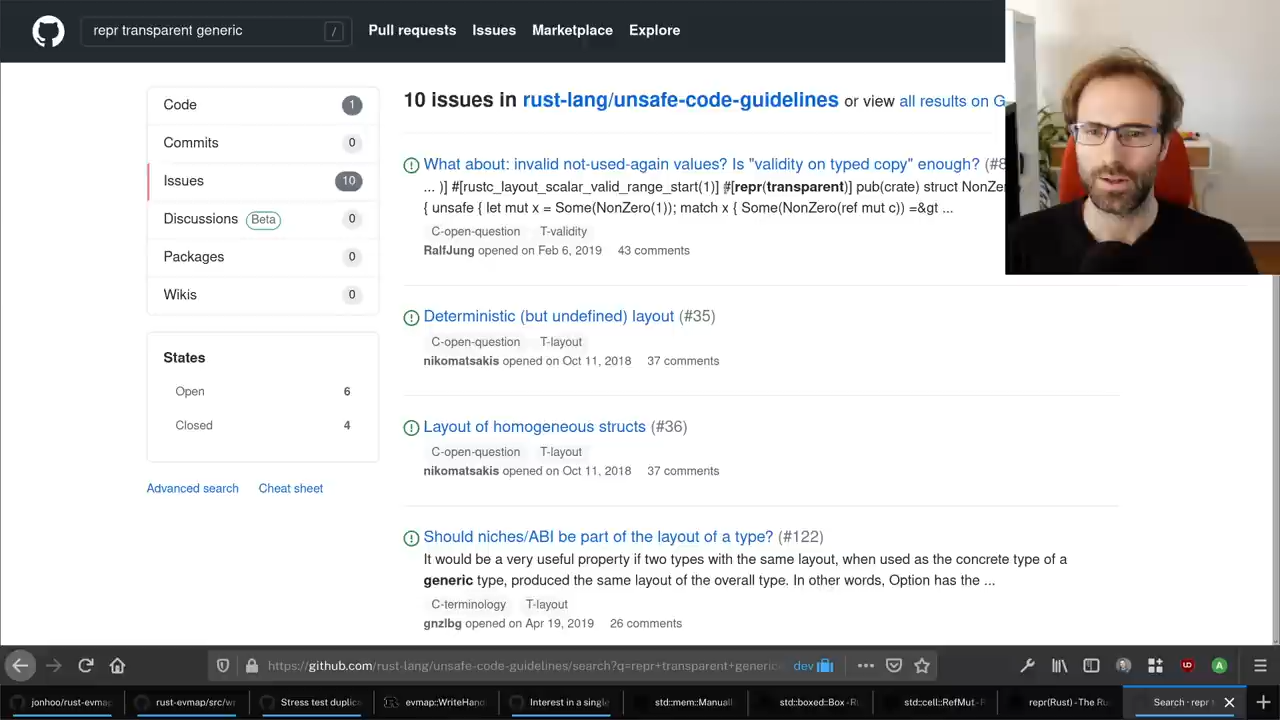 repr transparent generic /
Pull requests Issues Marketplace Explore
Code 1
Commits 0
Issues 10
Discussions Beta 0
Packages 0
Wikis 0
States
Open 6
Closed 4
Advanced search Cheat sheet
10 issues in rust-lang/unsafe-code-guidelines or view all results on G
What about: invalid not-used-again values? Is "validity on typed copy" enough? (#8
... )] #[rustc_layout_scalar_valid_range_start(1)] #[repr(transparent)] pub(crate) struct NonZe
{ unsafe { let mut x = Some(NonZero(1)); match x { Some(NonZero(ref mut c)) =&gt ...
C-open-question T-validity
RalfJung opened on Feb 6, 2019 43 comments
Deterministic (but undefined) layout (#35)
C-open-question T-layout
nikomatsakis opened on Oct 11, 2018 37 comments
Layout of homogeneous structs (#36)
C-open-question T-layout
nikomatsakis opened on Oct 11, 2018 37 comments
Should niches/ABI be part of the layout of a type? (#122)
It would be a very useful property if two types with the same layout, when used as the concrete type of a
generic type, produced the same layout of the overall type. In other words, Option has the ...
C-terminology T-layout
gnzlbg opened on Apr 19, 2019 26 comments
https://github.com/rust-lang/unsafe-code-guidelines/search?q=repr+transparent+generic dev
jonhoo/rust-evmap rust-evmap/src/wr Stress test duplic evmap::WriteHand Interest in a single std::mem::Manuall std::boxed::Box - R std::cell::RefMut - R repr(Rust) - The Ru Search · repr